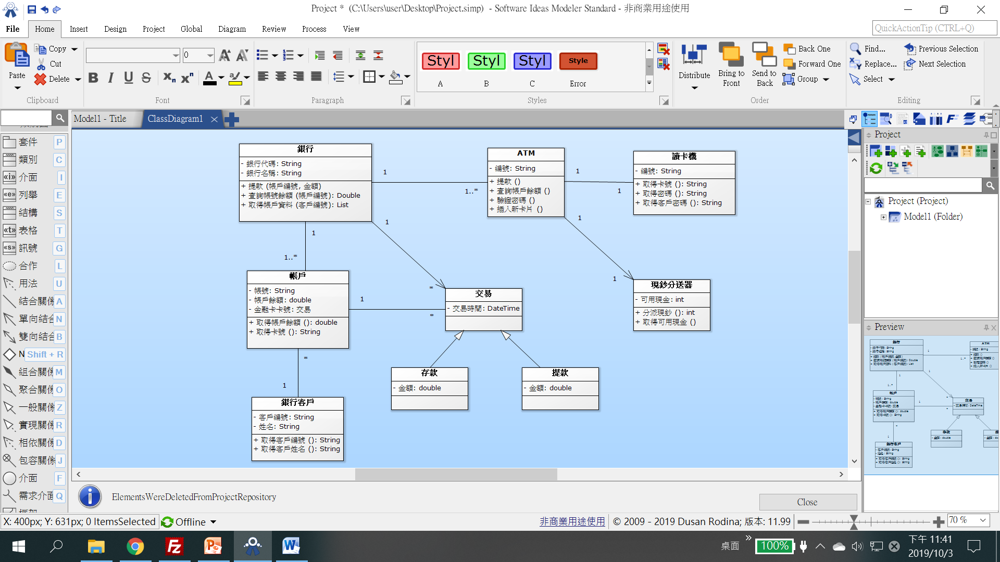 Project *  (C:\Users\user\Desktop\Project.simp)  - Software Ideas Modeler Standard - 非商業用途使用
File Home Insert Design Project Global Diagram Review Process View
QuickActionTip (CTRL+Q)
Paste Copy Cut Delete
0
Styl Styl Styl Style
A B C Error
Distribute Bring to Front Send to Back Back One Forward One Group
Find... Replace... Select Previous Selection Next Selection
Clipboard Font Paragraph Styles Order Editing
Model1 - Title ClassDiagram1
套件 P
類別 C
介面 I
列舉 E
結構 S
表格 T
訊號 G
合作 L
用法 U
結合關係 A
單向結合 N
雙向結合 B
N Shift + R
組合關係 M
聚合關係 O
一般關係 Z
實現關係 R
相依關係 D
包容關係 J
介面 F
需求介面 Q
銀行
- 銀行代碼: String
- 銀行名稱: String
+ 提款 (帳戶編號, 金額)
+ 查詢帳號餘額 (帳戶編號): Double
+ 取得帳戶資料 (客戶編號): List
1
1..*
ATM
- 編號: String
+ 提款 ()
+ 查詢帳戶餘額 ()
+ 驗證密碼 ()
+ 插入新卡片 ()
1
1
讀卡機
- 編號: String
+ 取得卡號 (): String
+ 取得密碼 (): String
+ 取得客戶密碼 (): String
1
1..*
1
*
1
1
帳戶
- 帳號: String
- 帳戶餘額: double
- 金融卡卡號: 交易
+ 取得帳戶餘額 (): double
+ 取得卡號 (): String
1
*
交易
- 交易時間: DateTime
現鈔分送器
- 可用現金: int
+ 分派現鈔 (): int
+ 取得可用現金 ()
*
1
存款
- 金額: double
提款
- 金額: double
銀行客戶
- 客戶編號: String
- 姓名: String
+ 取得客戶編號 (): String
+ 取得客戶姓名 (): String
Project
Project (Project)
Model1 (Folder)
Preview
ElementsWereDeletedFromProjectRepository
Close
X: 400px; Y: 631px; 0 ItemsSelected Offline
非商業用途使用 © 2009 - 2019 Dusan Rodina; 版本: 11.99 70 %
桌面 100% 下午 11:41
2019/10/3